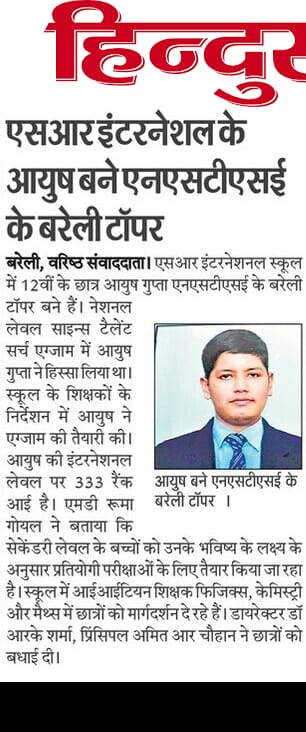 हिन्दुस
एसआर इंटरनेशल के
आयुष बने एनएसटीएसई
के बरेली टॉपर
बरेली, वरिष्ठ संवाददाता। एसआर इंटरनेशनल स्कूल
में 12वीं के छात्र आयुष गुप्ता एनएसटीएसई के बरेली
टॉपर बने हैं। नेशनल
लेवल साइन्स टैलेंट
सर्च एग्जाम में आयुष
गुप्ता ने हिस्सा लिया था।
स्कूल के शिक्षकों के
निर्देशन में आयुष ने
एग्जाम की तैयारी की।
आयुष की इंटरनेशनल
लेवल पर 333 रैंक
आई है। एमडी रूमा
गोयल ने बताया कि
आयुष बने एनएसटीएसई के
बरेली टॉपर ।
सेकेंडरी लेवल के बच्चों को उनके भविष्य के लक्ष्य के
अनुसार प्रतियोगी परीक्षाओं के लिए तैयार किया जा रहा
है। स्कूल में आईआईटियन शिक्षक फिजिक्स, केमिस्ट्री
और मैथ्स में छात्रों को मार्गदर्शन दे रहे हैं। डायरेक्टर डॉ
आरके शर्मा, प्रिंसिपल अमित आर चौहान ने छात्रों को
बधाई दी।